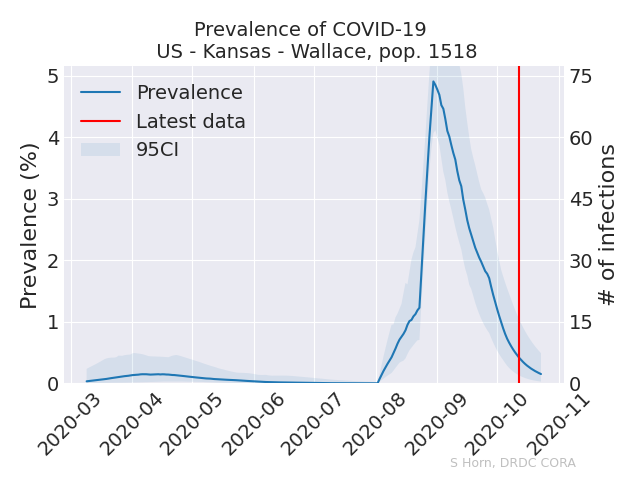 Prevalence of COVID-19
US - Kansas - Wallace, pop. 1518
Prevalence
Latest data
95CI
Prevalence (%)
5
4
3
2
1
0
# of infections
75
60
45
30
15
0
2020-03
2020-04
2020-05
2020-06
2020-07
2020-08
2020-09
2020-10
2020-11
S Horn, DRDC CORA